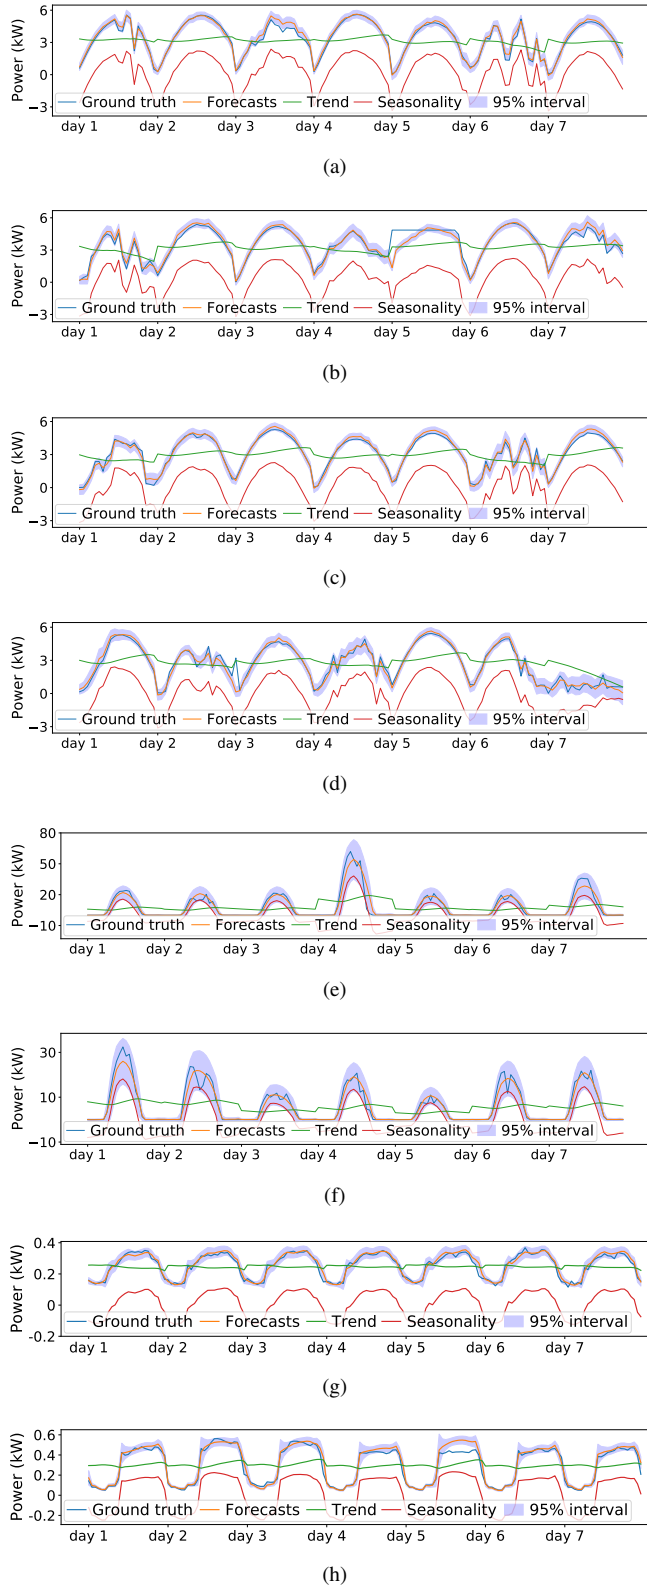 6
3
0
−3
Power (kW)
Ground truth Forecasts Trend Seasonality 95% interval
day 1 day 2 day 3 day 4 day 5 day 6 day 7
(a)
6
3
0
−3
Power (kW)
Ground truth Forecasts Trend Seasonality 95% interval
day 1 day 2 day 3 day 4 day 5 day 6 day 7
(b)
6
3
0
−3
Power (kW)
Ground truth Forecasts Trend Seasonality 95% interval
day 1 day 2 day 3 day 4 day 5 day 6 day 7
(c)
6
3
0
−3
Power (kW)
Ground truth Forecasts Trend Seasonality 95% interval
day 1 day 2 day 3 day 4 day 5 day 6 day 7
(d)
80
50
20
−10
Power (kW)
Ground truth Forecasts Trend Seasonality 95% interval
day 1 day 2 day 3 day 4 day 5 day 6 day 7
(e)
30
10
−10
Power (kW)
Ground truth Forecasts Trend Seasonality 95% interval
day 1 day 2 day 3 day 4 day 5 day 6 day 7
(f)
0.4
0.2
0
-0.2
Power (kW)
Ground truth Forecasts Trend Seasonality 95% interval
day 1 day 2 day 3 day 4 day 5 day 6 day 7
(g)
0.6
0.4
0.2
0
-0.2
Power (kW)
Ground truth Forecasts Trend Seasonality 95% interval
day 1 day 2 day 3 day 4 day 5 day 6 day 7
(h)